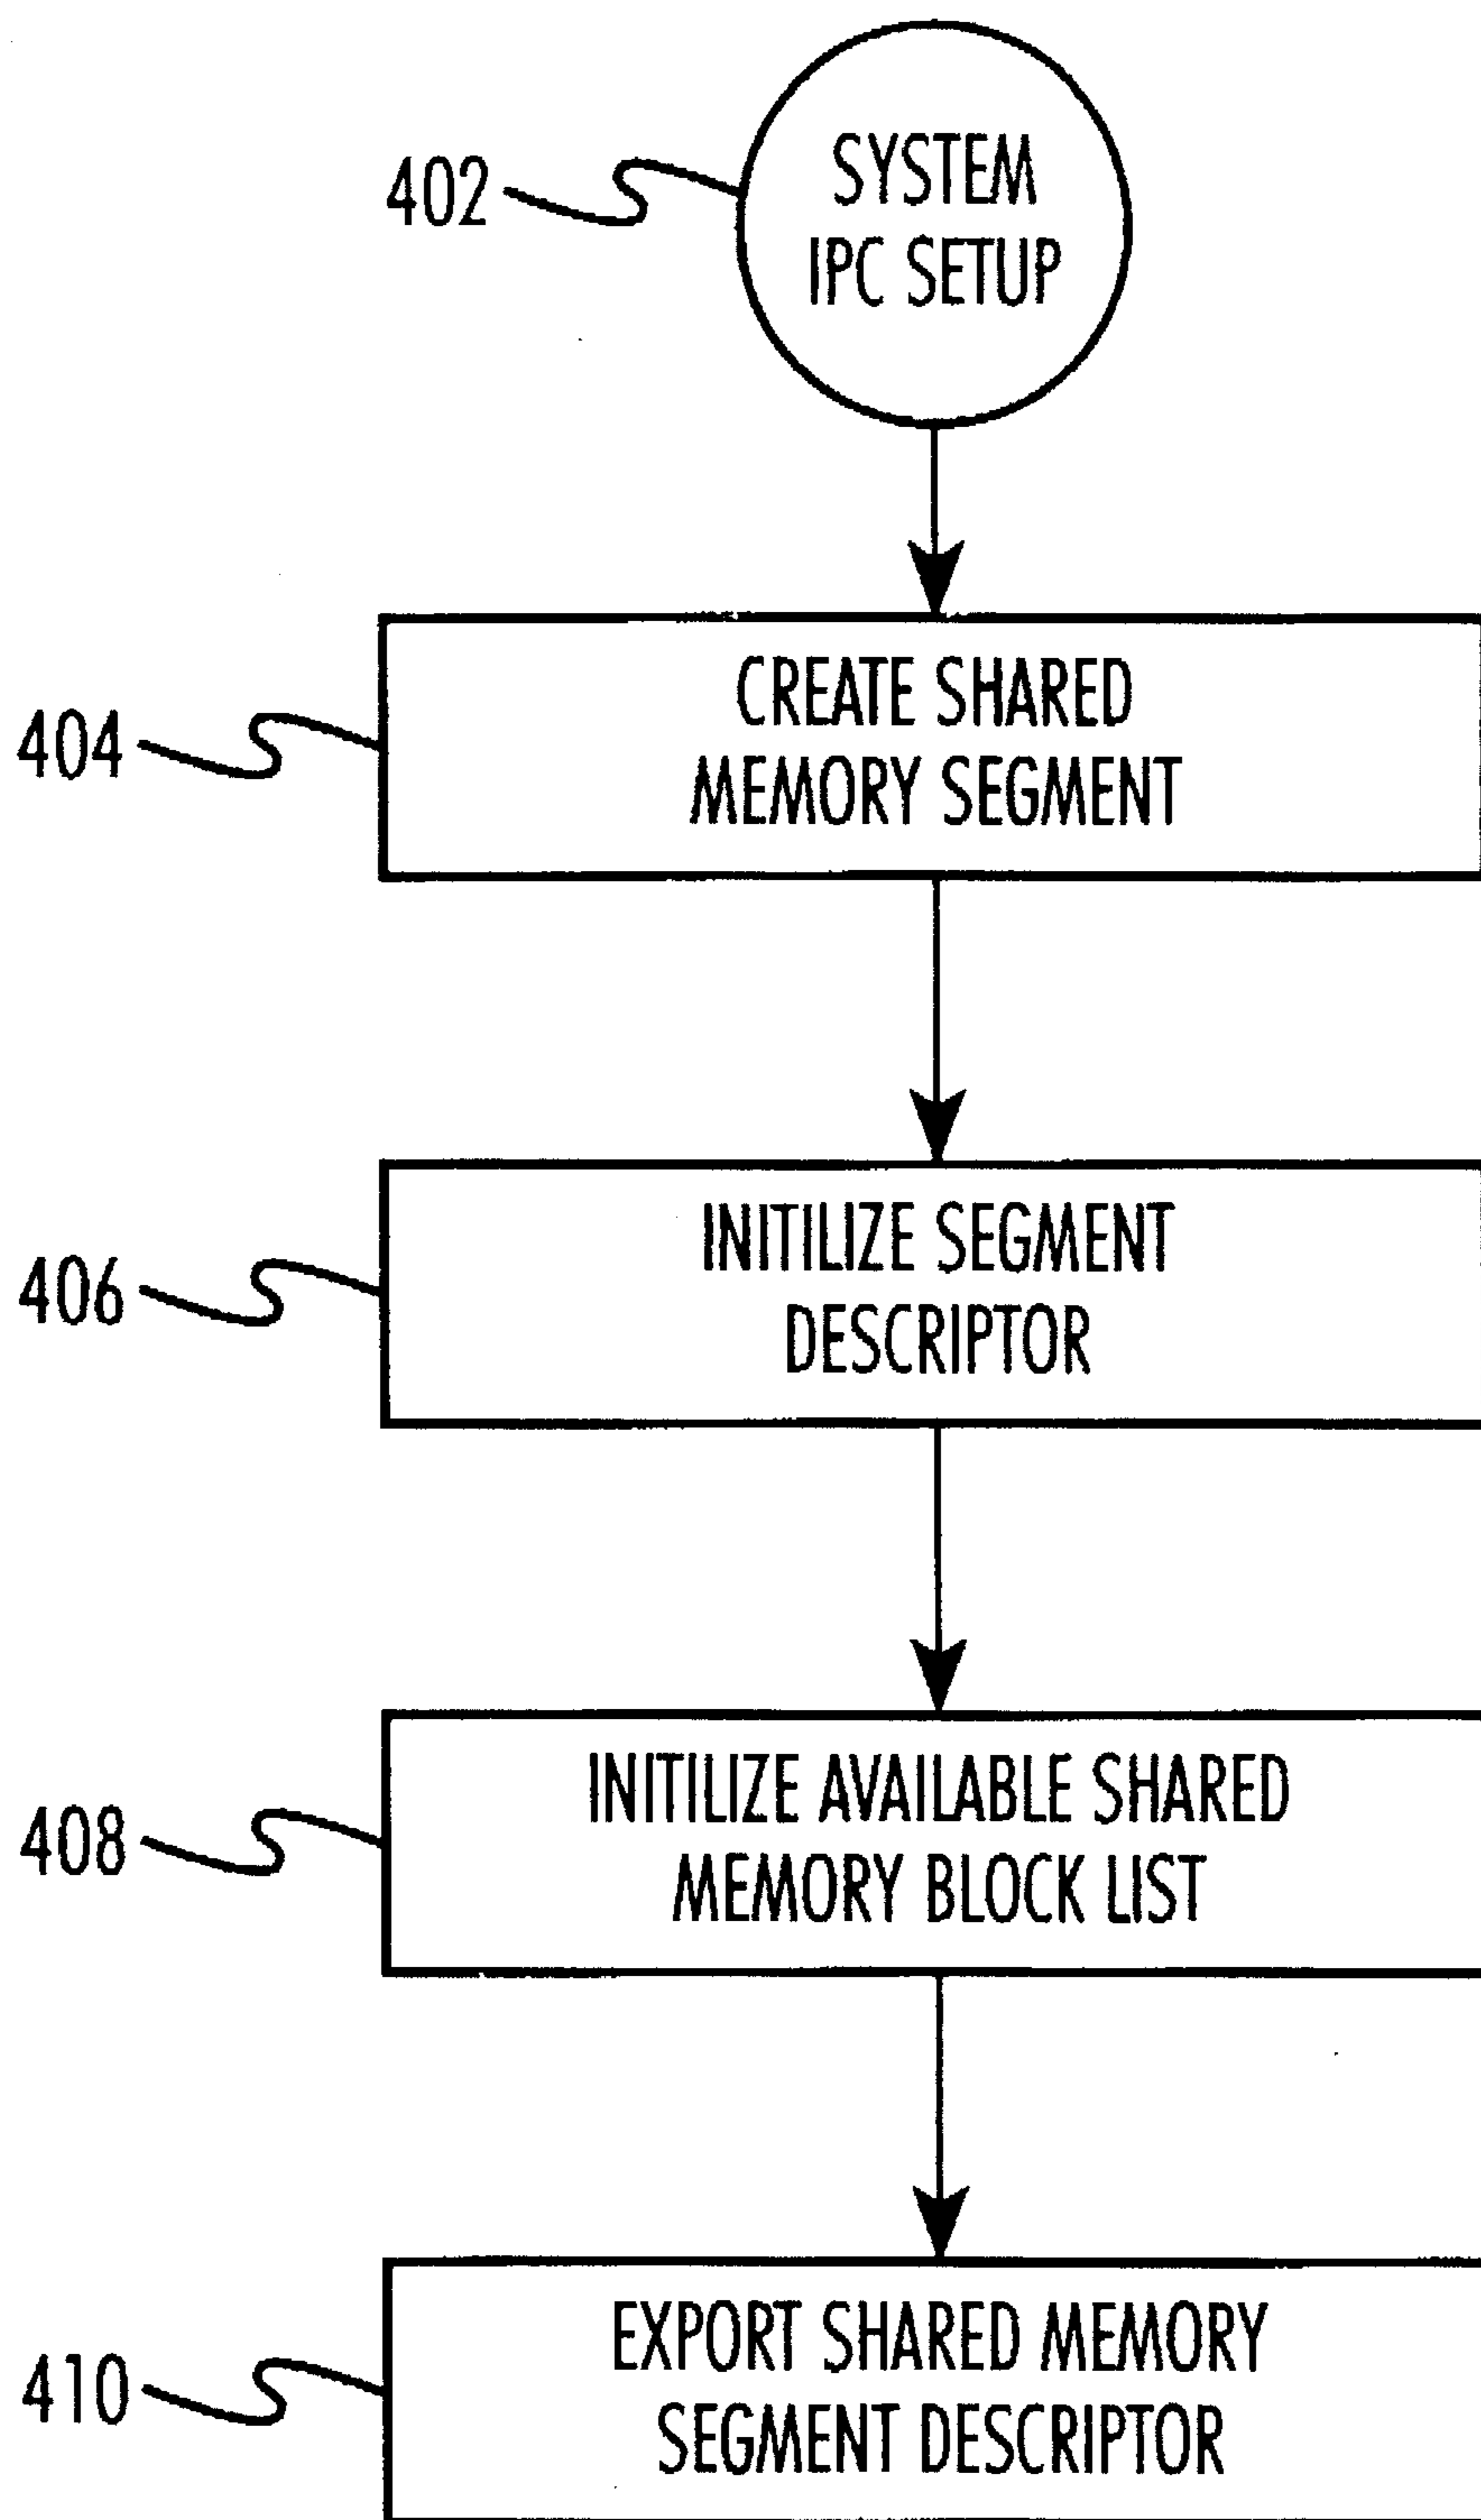 402
SYSTEM
IPC SETUP
404
CREATE SHARED
MEMORY SEGMENT
406
INITILIZE SEGMENT
DESCRIPTOR
408
INITILIZE AVAILABLE SHARED
MEMORY BLOCK LIST
410
EXPORT SHARED MEMORY
SEGMENT DESCRIPTOR